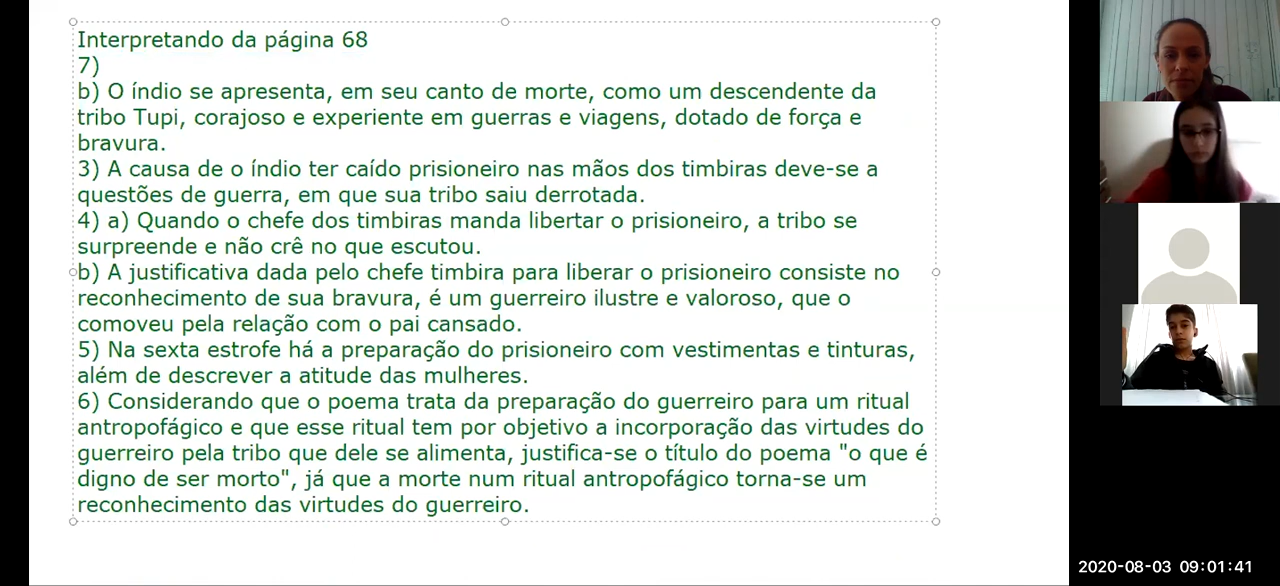 Interpretando da página 68
7)
b) O índio se apresenta, em seu canto de morte, como um descendente da
tribo Tupi, corajoso e experiente em guerras e viagens, dotado de força e
bravura.
3) A causa de o índio ter caído prisioneiro nas mãos dos timbiras deve-se a
questões de guerra, em que sua tribo saiu derrotada.
4) a) Quando o chefe dos timbiras manda libertar o prisioneiro, a tribo se
surpreende e não crê no que escutou.
b) A justificativa dada pelo chefe timbira para liberar o prisioneiro consiste no
reconhecimento de sua bravura, é um guerreiro ilustre e valoroso, que o
comoveu pela relação com o pai cansado.
5) Na sexta estrofe há a preparação do prisioneiro com vestimentas e tinturas,
além de descrever a atitude das mulheres.
6) Considerando que o poema trata da preparação do guerreiro para um ritual
antropofágico e que esse ritual tem por objetivo a incorporação das virtudes do
guerreiro pela tribo que dele se alimenta, justifica-se o título do poema "o que é
digno de ser morto", já que a morte num ritual antropofágico torna-se um
reconhecimento das virtudes do guerreiro.
2020-08-03 09:01:41